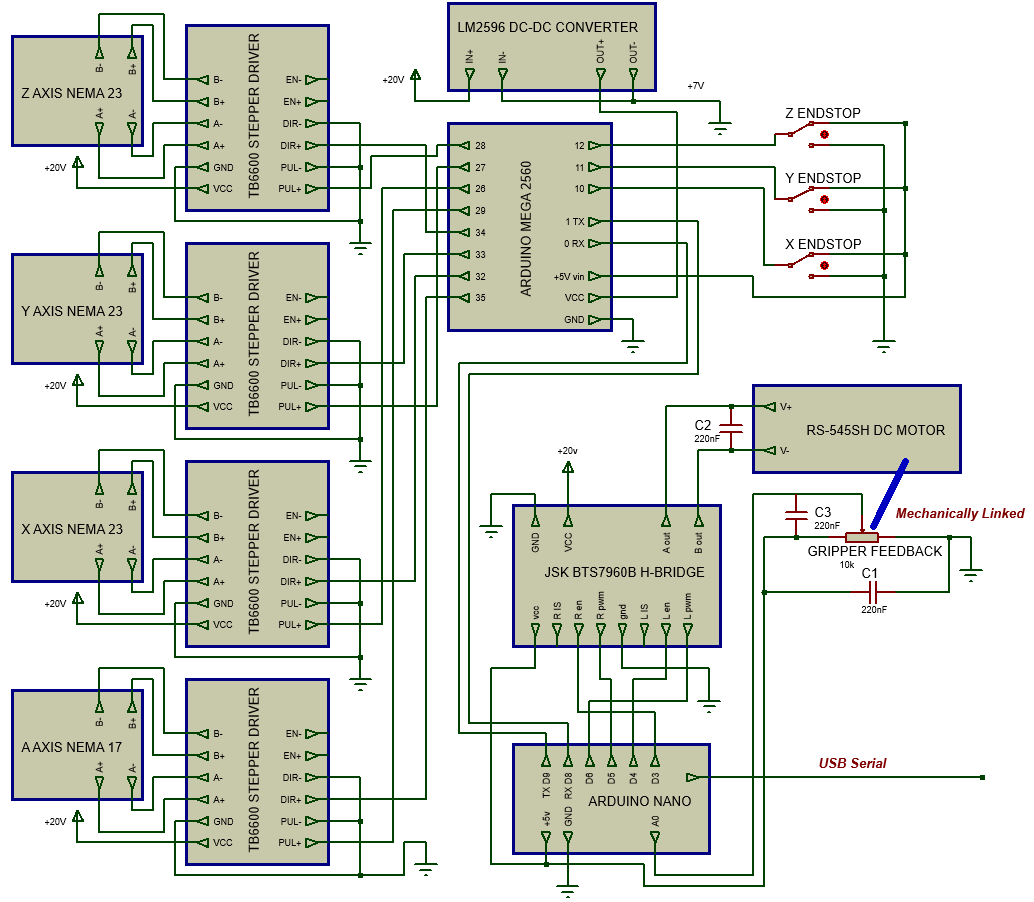 Z AXIS NEMA 23
B-
B+
A+
A-
+20V
TB6600 STEPPER DRIVER
B-
B+
A-
A+
GND
VCC
EN-
EN+
DIR-
DIR+
PUL-
PUL+
Y AXIS NEMA 23
B-
B+
A+
A-
+20V
TB6600 STEPPER DRIVER
B-
B+
A-
A+
GND
VCC
EN-
EN+
DIR-
DIR+
PUL-
PUL+
X AXIS NEMA 23
B-
B+
A+
A-
+20V
TB6600 STEPPER DRIVER
B-
B+
A-
A+
GND
VCC
EN-
EN+
DIR-
DIR+
PUL-
PUL+
A AXIS NEMA 17
B-
B+
A+
A-
+20V
TB6600 STEPPER DRIVER
B-
B+
A-
A+
GND
VCC
EN-
EN+
DIR-
DIR+
PUL-
PUL+
LM2596 DC-DC CONVERTER
IN+
IN-
OUT+
OUT-
+20V
+7V
ARDUINO MEGA 2560
28
27
26
29
34
33
32
35
12
11
10
1 TX
0 RX
+5V vin
VCC
GND
Z ENDSTOP
Y ENDSTOP
X ENDSTOP
V+
V-
RS-545SH DC MOTOR
C2
220nF
+20v
GND
VCC
A out
B out
JSK BTS7960B H-BRIDGE
vcc
R IS
R en
R pwm
gnd
L IS
L en
L pwm
C3
220nF
Mechanically Linked
GRIPPER FEEDBACK
10k
C1
220nF
TX D9
RX D8
D6
D5
D4
D3
ARDUINO NANO
+5v
GND
A0
USB Serial